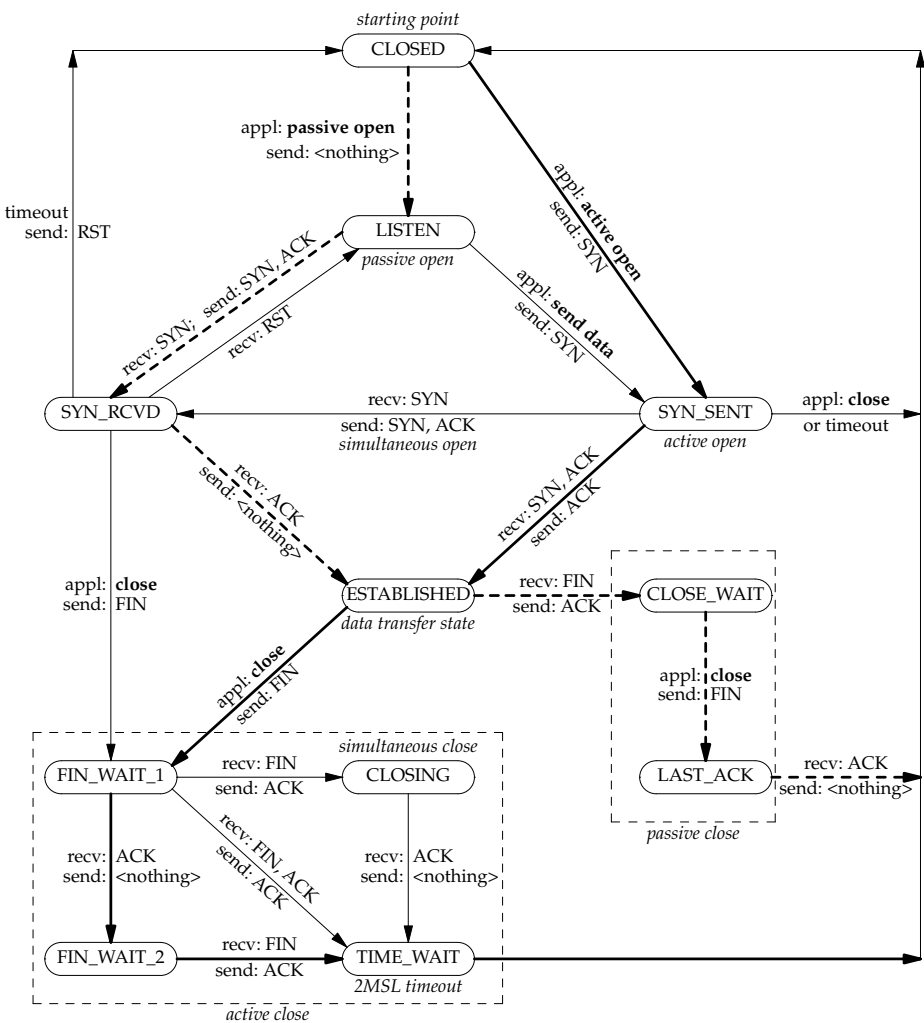 starting point
CLOSED
appl: passive open
send: <nothing>
appl: active open
send: SYN
timeout
send: RST
LISTEN
passive open
recv: SYN; send: SYN, ACK
recv: RST
appl: send data
send: SYN
SYN_RCVD
recv: SYN
send: SYN, ACK
simultaneous open
SYN_SENT
active open
appl: close
or timeout
recv: ACK
send: <nothing>
recv: SYN, ACK
send: ACK
appl: close
send: FIN
ESTABLISHED
data transfer state
recv: FIN
send: ACK
CLOSE_WAIT
appl: close
send: FIN
appl: close
send: FIN
simultaneous close
FIN_WAIT_1
recv: FIN
send: ACK
CLOSING
LAST_ACK
recv: ACK
send: <nothing>
passive close
recv: ACK
send: <nothing>
recv: FIN, ACK
send: ACK
recv: ACK
send: <nothing>
FIN_WAIT_2
recv: FIN
send: ACK
TIME_WAIT
2MSL timeout
active close